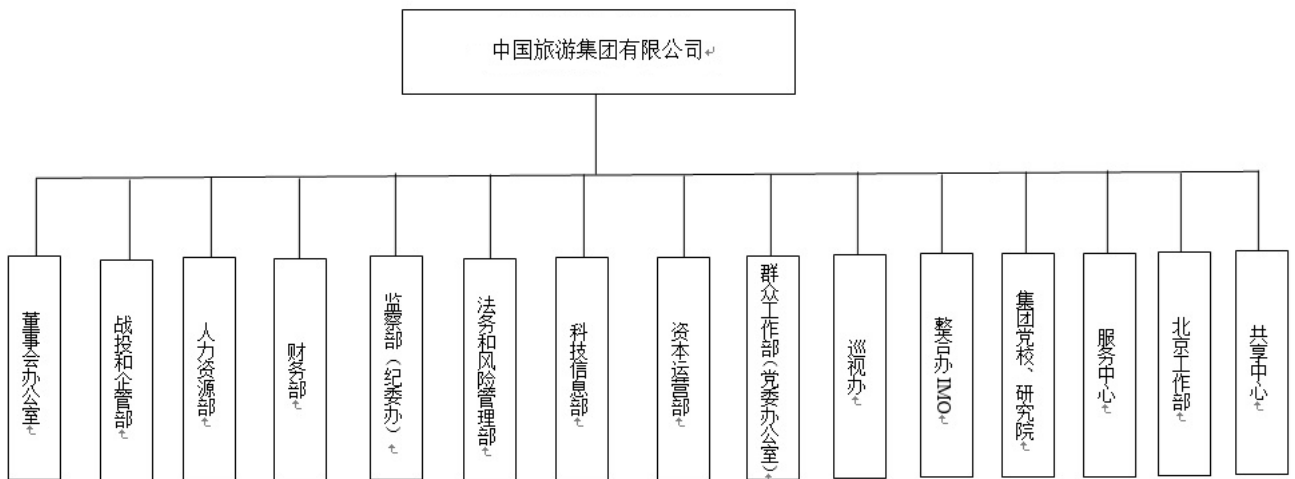 中国旅游集团有限公司
董事会办公室
战投和企管部
人力资源部
财务部
监察部（纪委办）
法务和风险管理部
科技信息部
资本运营部
群众工作部（党委办公室）
巡视办
整合办 IMO
集团党校、研究院
服务中心
北京工作部
共享中心